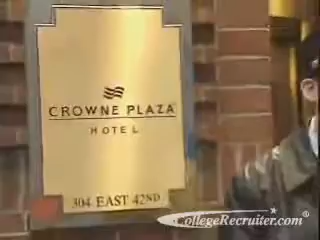 CROWNE PLAZA
HOTEL
304 EAST 42ND
CollegeRecruiter.com®